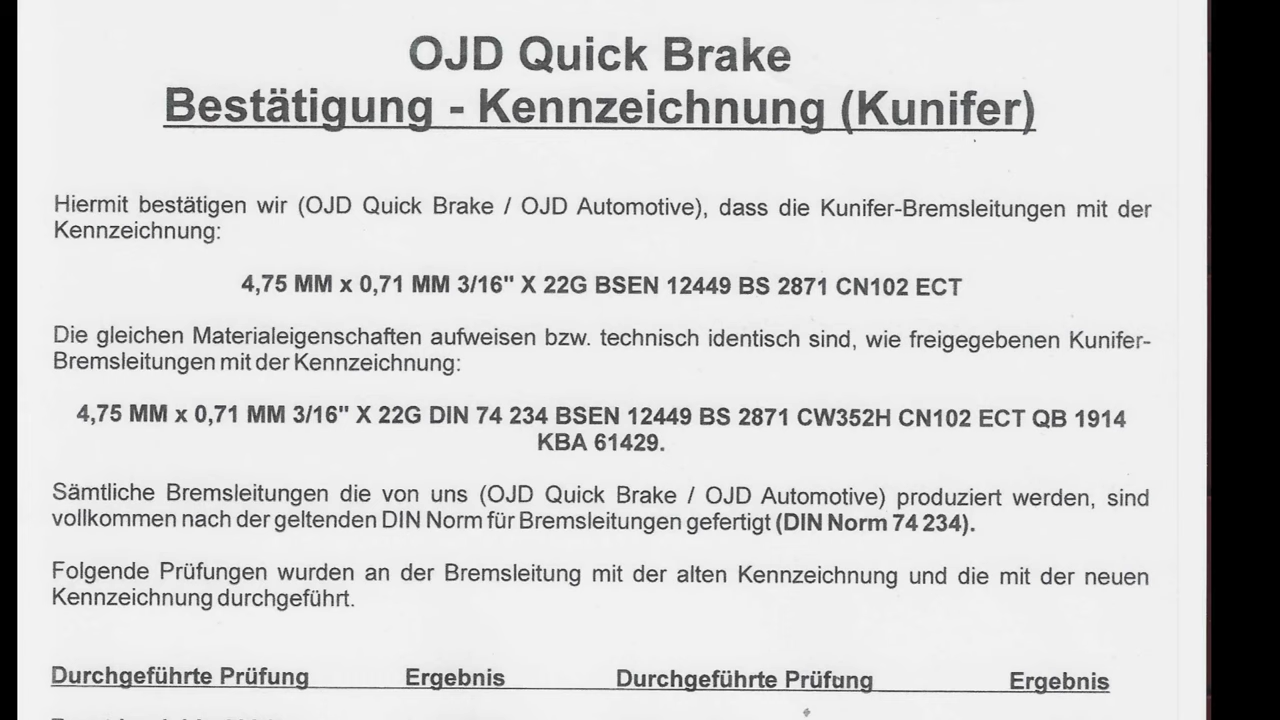 OJD Quick Brake
Bestätigung - Kennzeichnung (Kunifer)
Hiermit bestätigen wir (OJD Quick Brake / OJD Automotive), dass die Kunifer-Bremsleitungen mit der
Kennzeichnung:
4,75 MM x 0,71 MM 3/16" X 22G BSEN 12449 BS 2871 CN102 ECT
Die gleichen Materialeigenschaften aufweisen bzw. technisch identisch sind, wie freigegebenen Kunifer-
Bremsleitungen mit der Kennzeichnung:
4,75 MM x 0,71 MM 3/16" X 22G DIN 74 234 BSEN 12449 BS 2871 CW352H CN102 ECT QB 1914
KBA 61429.
Sämtliche Bremsleitungen die von uns (OJD Quick Brake / OJD Automotive) produziert werden, sind
vollkommen nach der geltenden DIN Norm für Bremsleitungen gefertigt (DIN Norm 74 234).
Folgende Prüfungen wurden an der Bremsleitung mit der alten Kennzeichnung und die mit der neuen
Kennzeichnung durchgeführt.
Durchgeführte Prüfung Ergebnis Durchgeführte Prüfung Ergebnis